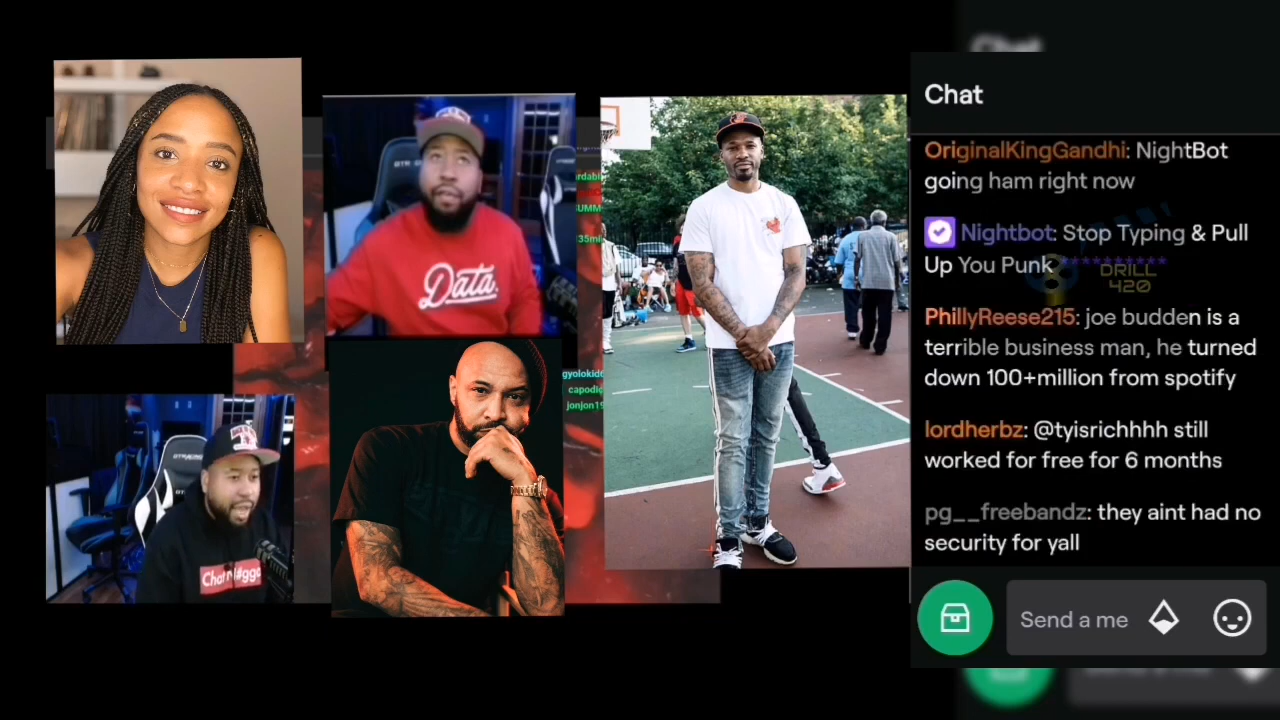 Data.
Chat n#gga
Chat
OriginalKingGandhi: NightBot
going ham right now
Nightbot: Stop Typing & Pull
Up You Punk
DRILL
420
PhillyReese215: joe budden is a
terrible business man, he turned
down 100+million from spotify
lordherbz: @tyisrichhhh still
worked for free for 6 months
pg__freebandz: they aint had no
security for yall
Send a me